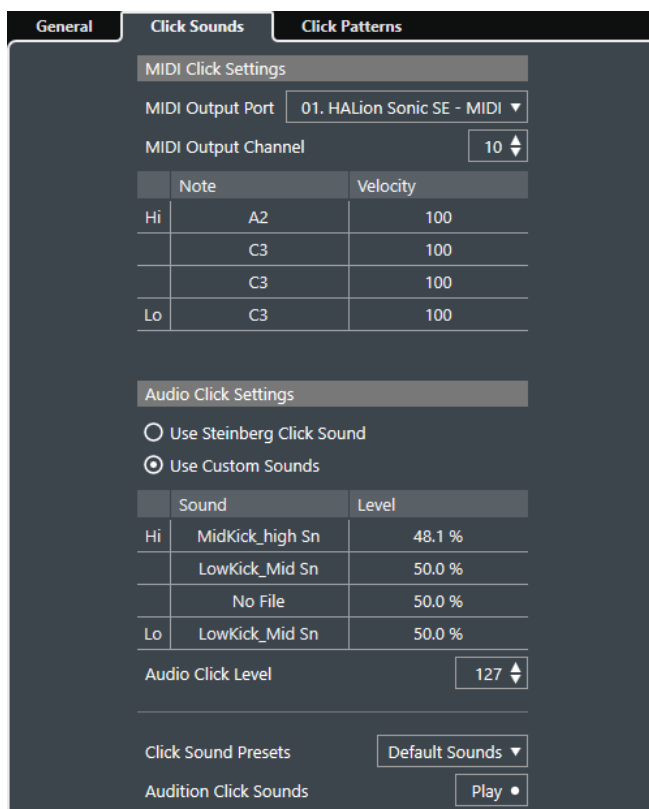 General Click Sounds Click Patterns
MIDI Click Settings
MIDI Output Port 01. HALion Sonic SE - MIDI
MIDI Output Channel 10
Note Velocity
Hi A2 100
C3 100
C3 100
Lo C3 100
Audio Click Settings
Use Steinberg Click Sound
Use Custom Sounds
Sound Level
Hi MidKick_high Sn 48.1 %
LowKick_Mid Sn 50.0 %
No File 50.0 %
Lo LowKick_Mid Sn 50.0 %
Audio Click Level 127
Click Sound Presets Default Sounds
Audition Click Sounds Play